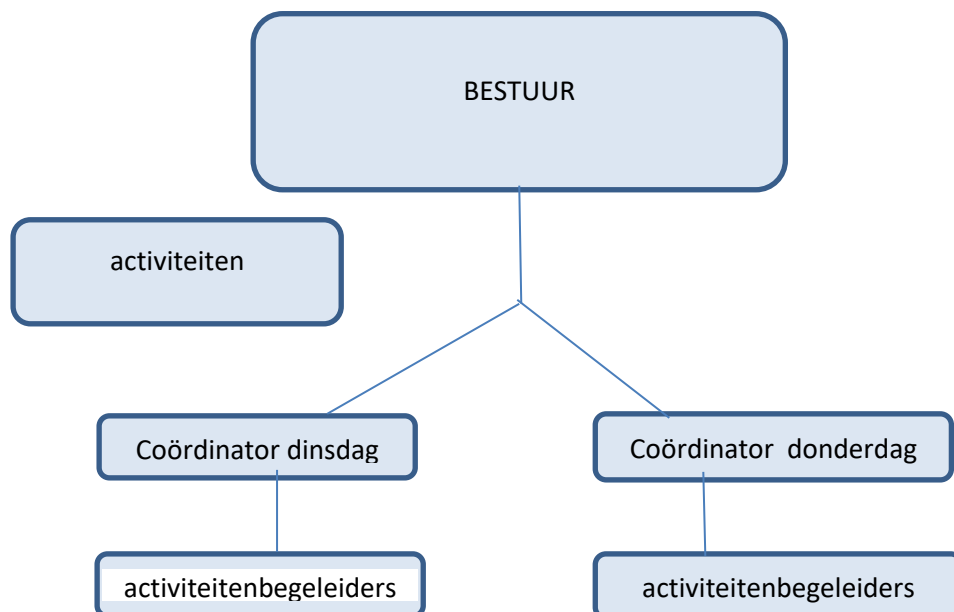 BESTUUR
activiteiten
Coördinator dinsdag
Coördinator donderdag
activiteitenbegeleiders
activiteitenbegeleiders